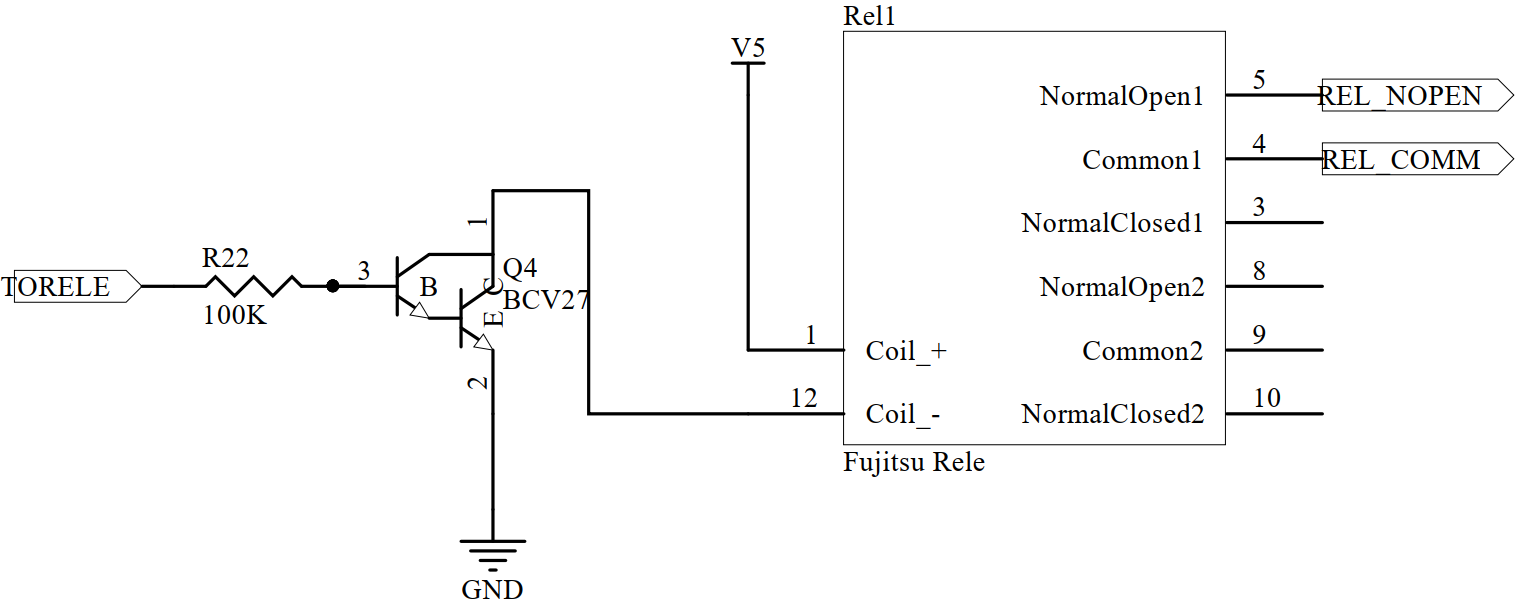 Rel1
V5
5
NormalOpen1
REL_NOPEN
4
Common1
REL_COMM
3
NormalClosed1
1
R22
3
Q4
8
TORELE
B
C
NormalOpen2
BCV27
100K
E
1
9
Coil_+
Common2
2
12
10
Coil_-
NormalClosed2
Fujitsu Rele
GND